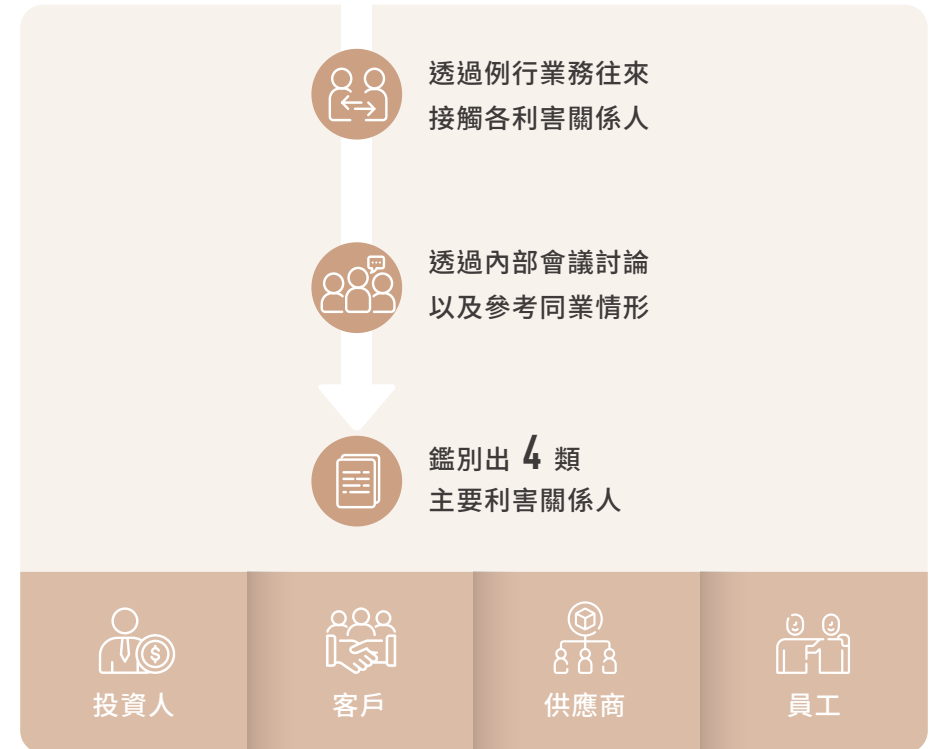 透過例行業務往來
接觸各利害關係人
透過內部會議討論
以及參考同業情形
鑑別出 4 類
主要利害關係人
投資人
客戶
供應商
員工